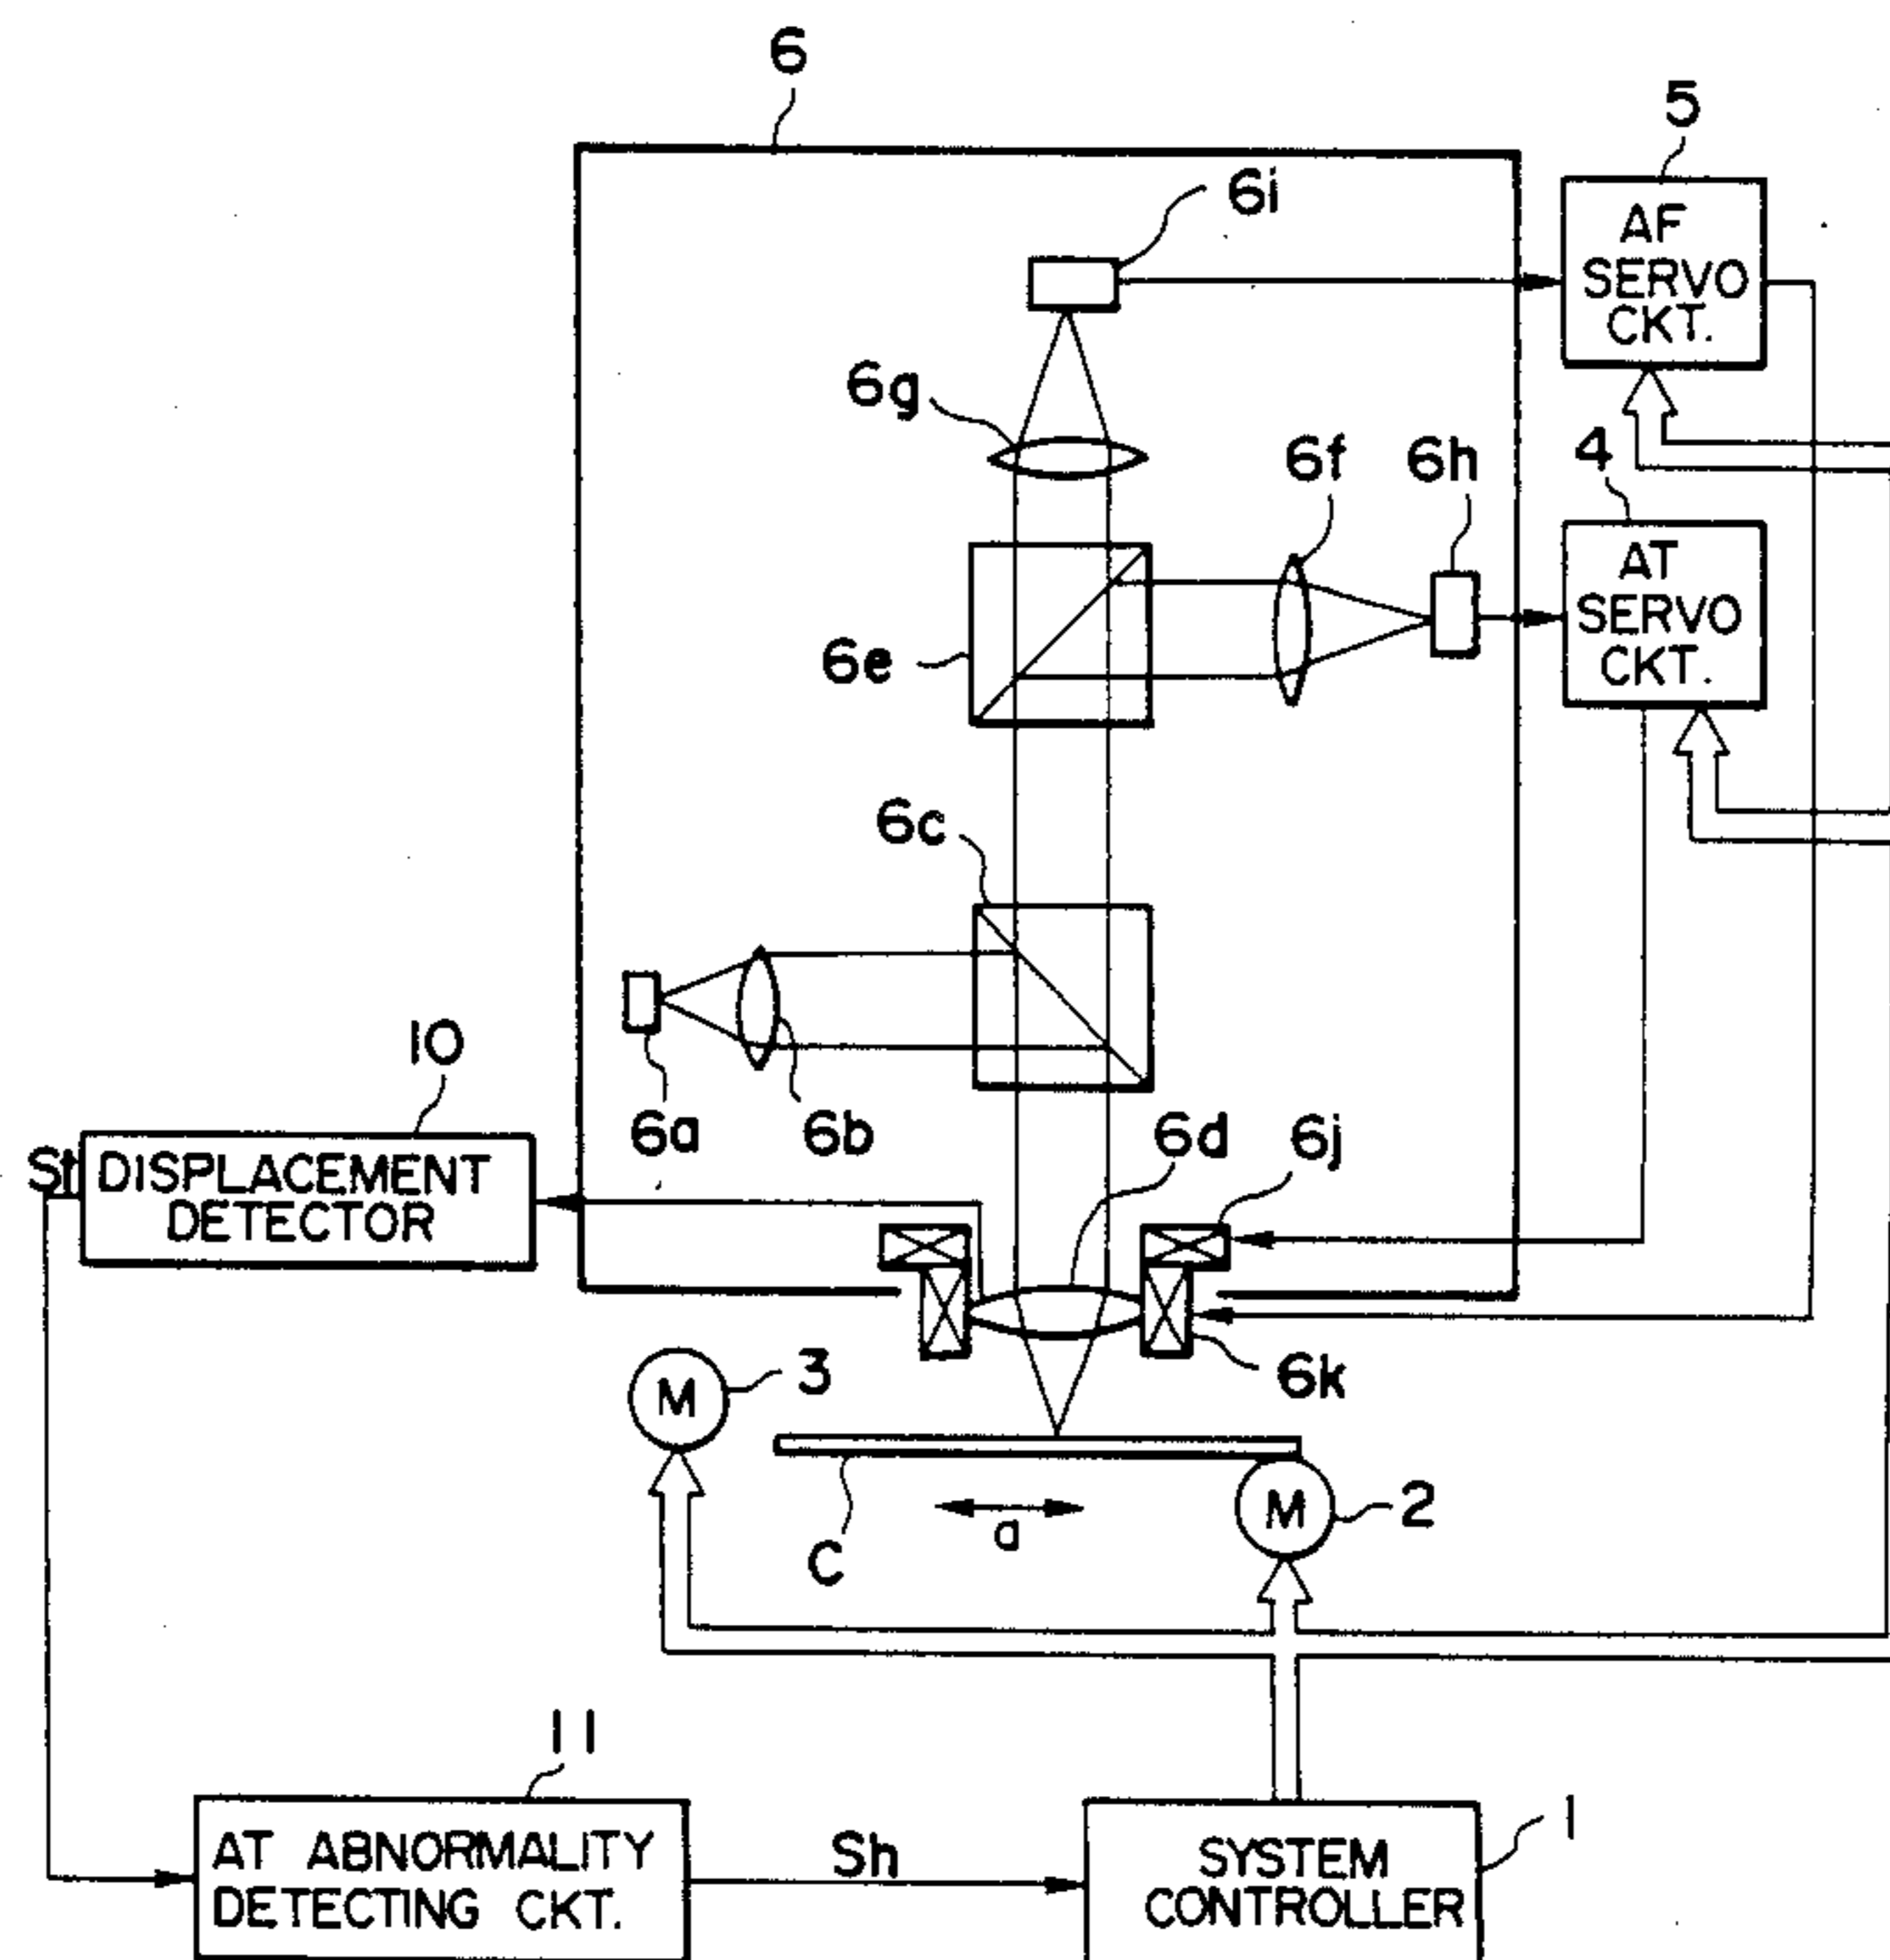 6
5
6i
AF
SERVO
CKT.
6g
6f
6h
4
AT
SERVO
CKT.
6e
6c
10
6a
6b
6d
6j
St
DISPLACEMENT
DETECTOR
3
M
6k
M
2
a
C
11
1
AT ABNORMALITY
DETECTING CKT.
Sh
SYSTEM
CONTROLLER